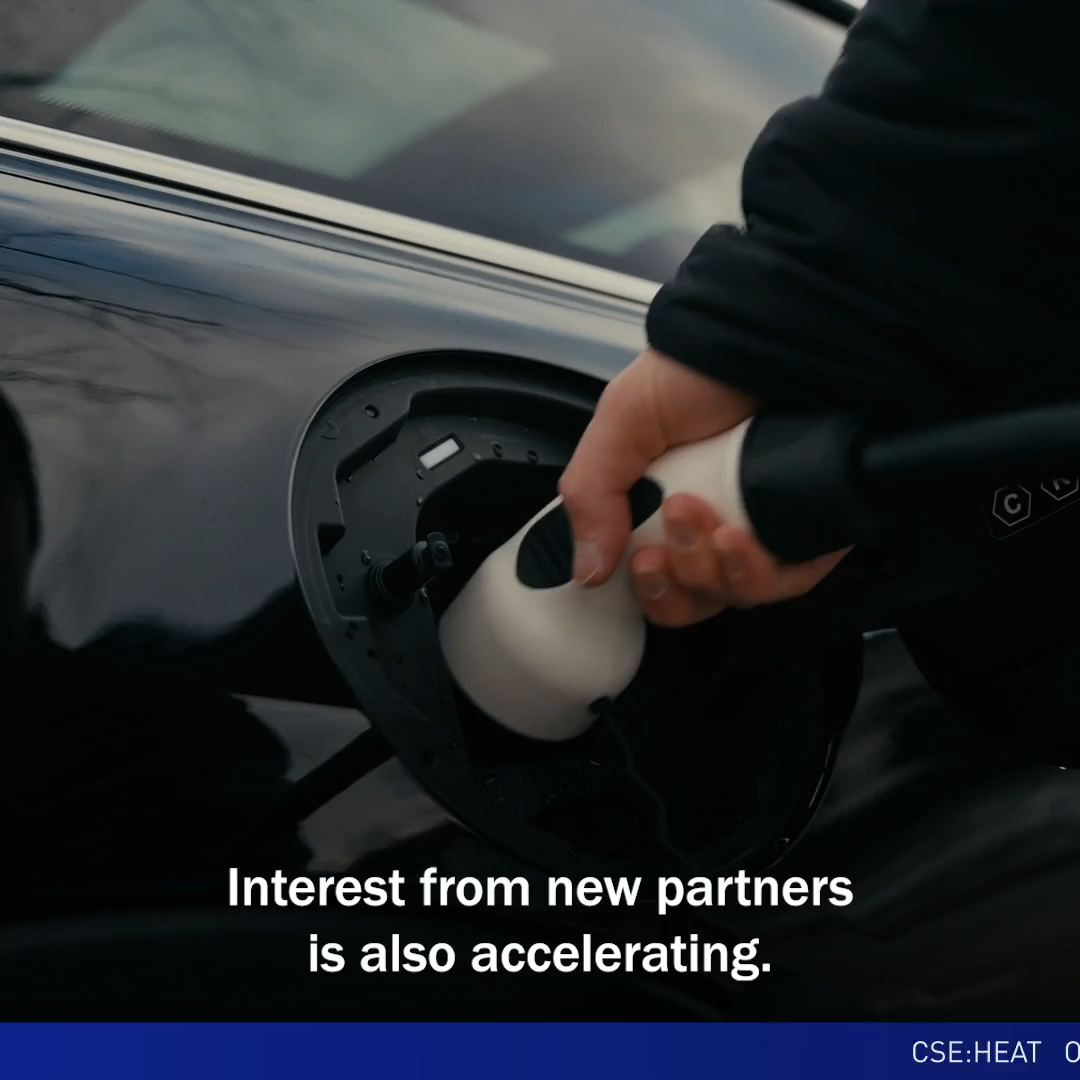 C
Interest from new partners
is also accelerating.
CSE:HEAT